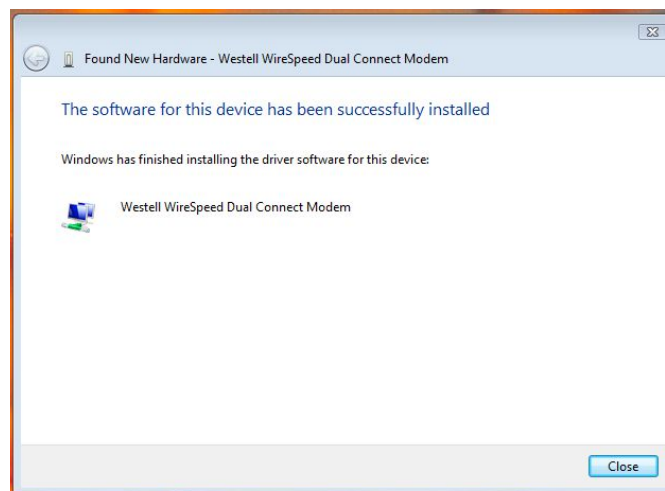 Found New Hardware - Westell WireSpeed Dual Connect Modem
The software for this device has been successfully installed
Windows has finished installing the driver software for this device:
Westell WireSpeed Dual Connect Modem
Close